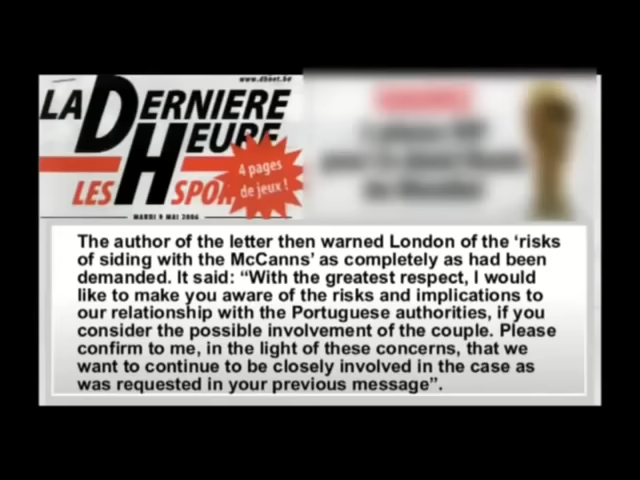 www.dhnet.be
LA DERNIERE
HEURE
LES SPO
4 pages
de jeux !
MARDI 9 MAI 2006
The author of the letter then warned London of the ‘risks
of siding with the McCanns’ as completely as had been
demanded. It said: “With the greatest respect, I would
like to make you aware of the risks and implications to
our relationship with the Portuguese authorities, if you
consider the possible involvement of the couple. Please
confirm to me, in the light of these concerns, that we
want to continue to be closely involved in the case as
was requested in your previous message”.